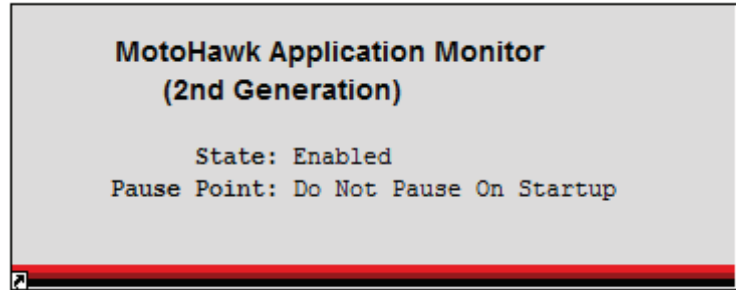 MotoHawk Application Monitor
(2nd Generation)
State: Enabled
Pause Point: Do Not Pause On Startup